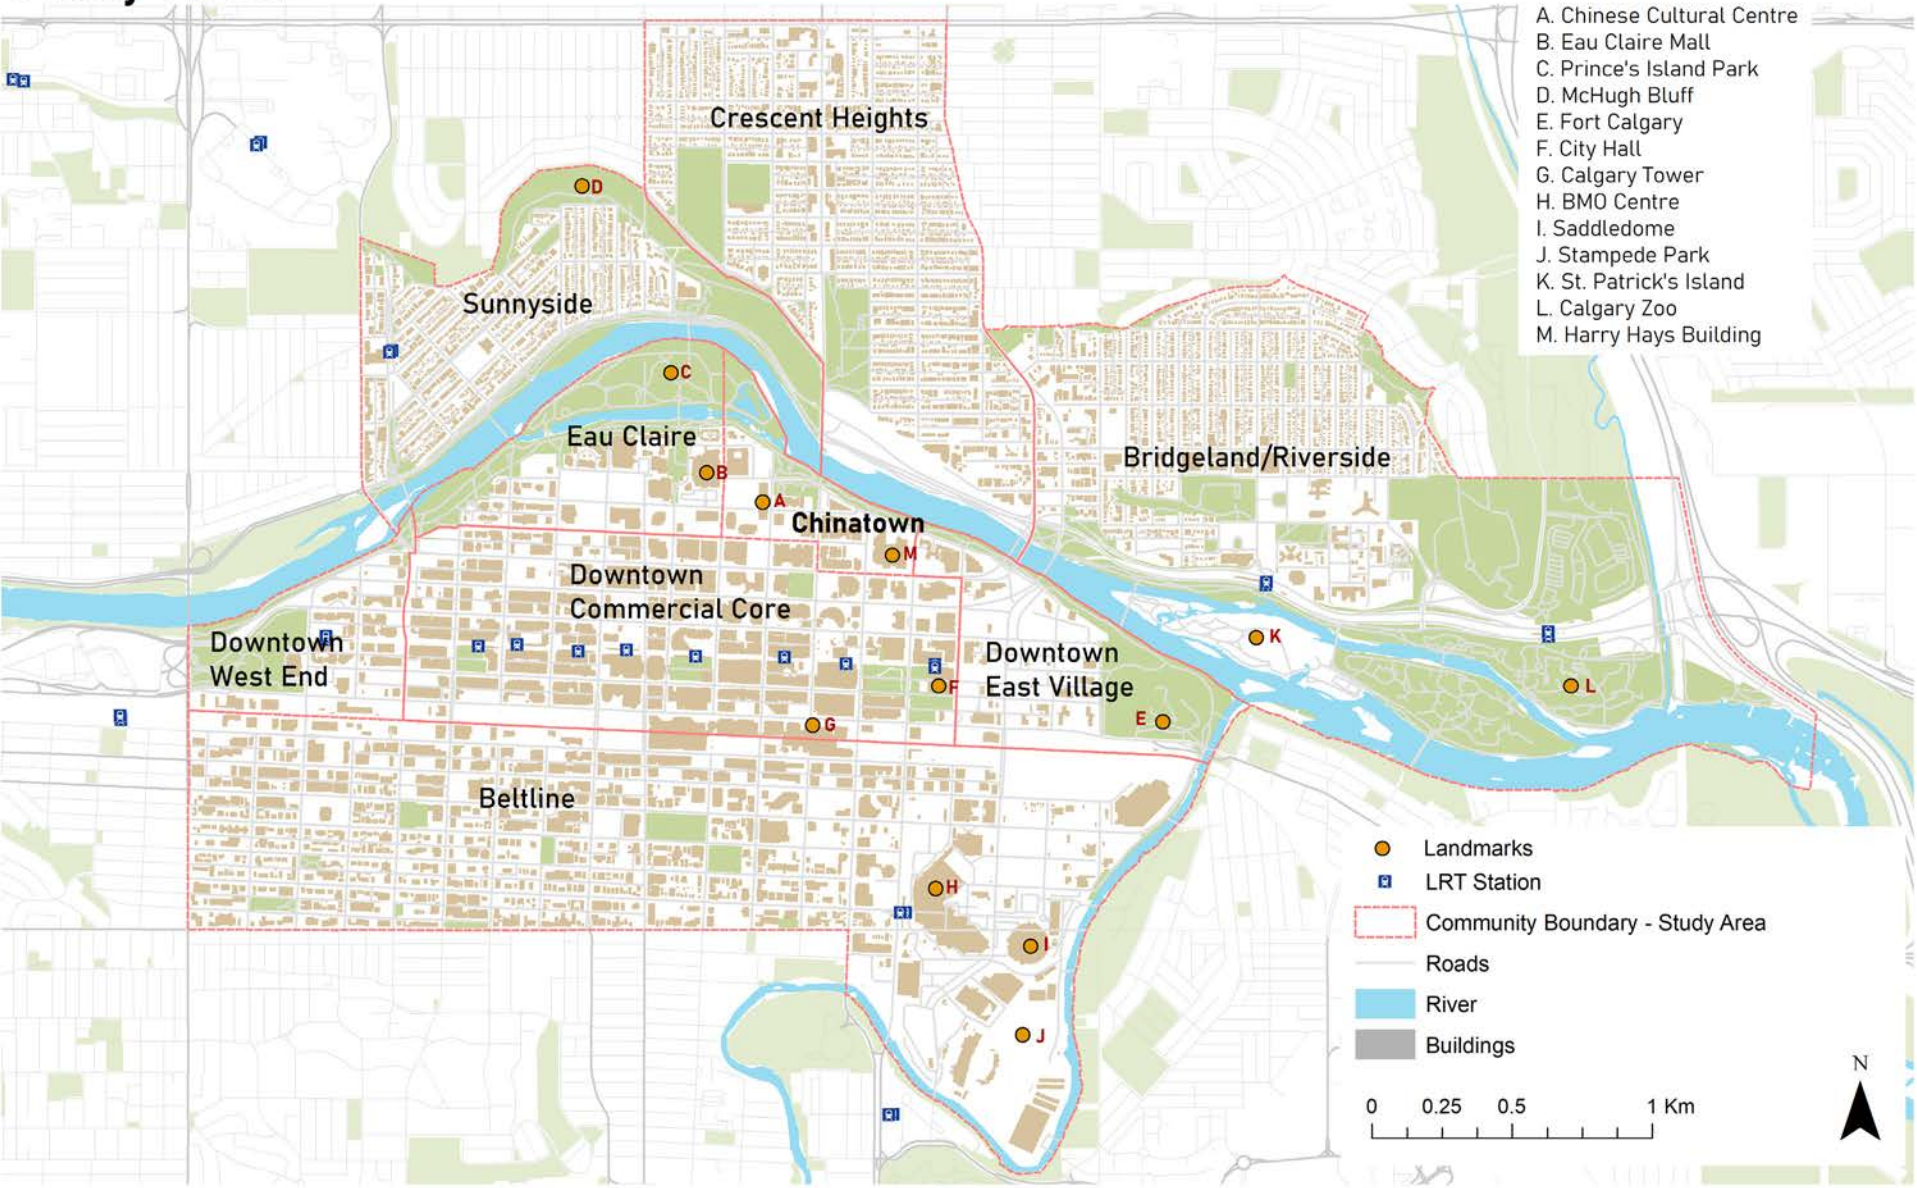 A. Chinese Cultural Centre
B. Eau Claire Mall
C. Prince's Island Park
D. McHugh Bluff
E. Fort Calgary
F. City Hall
G. Calgary Tower
H. BMO Centre
I. Saddledome
J. Stampede Park
K. St. Patrick's Island
L. Calgary Zoo
M. Harry Hays Building
Crescent Heights
D
Sunnyside
C
Eau Claire
B
A
Chinatown
M
Bridgeland/Riverside
Downtown
Commercial Core
Downtown
West End
Downtown
East Village
K
L
F
E
G
Beltline
H
I
J
Landmarks
LRT Station
Community Boundary - Study Area
Roads
River
Buildings
0 0.25 0.5 1 Km
N